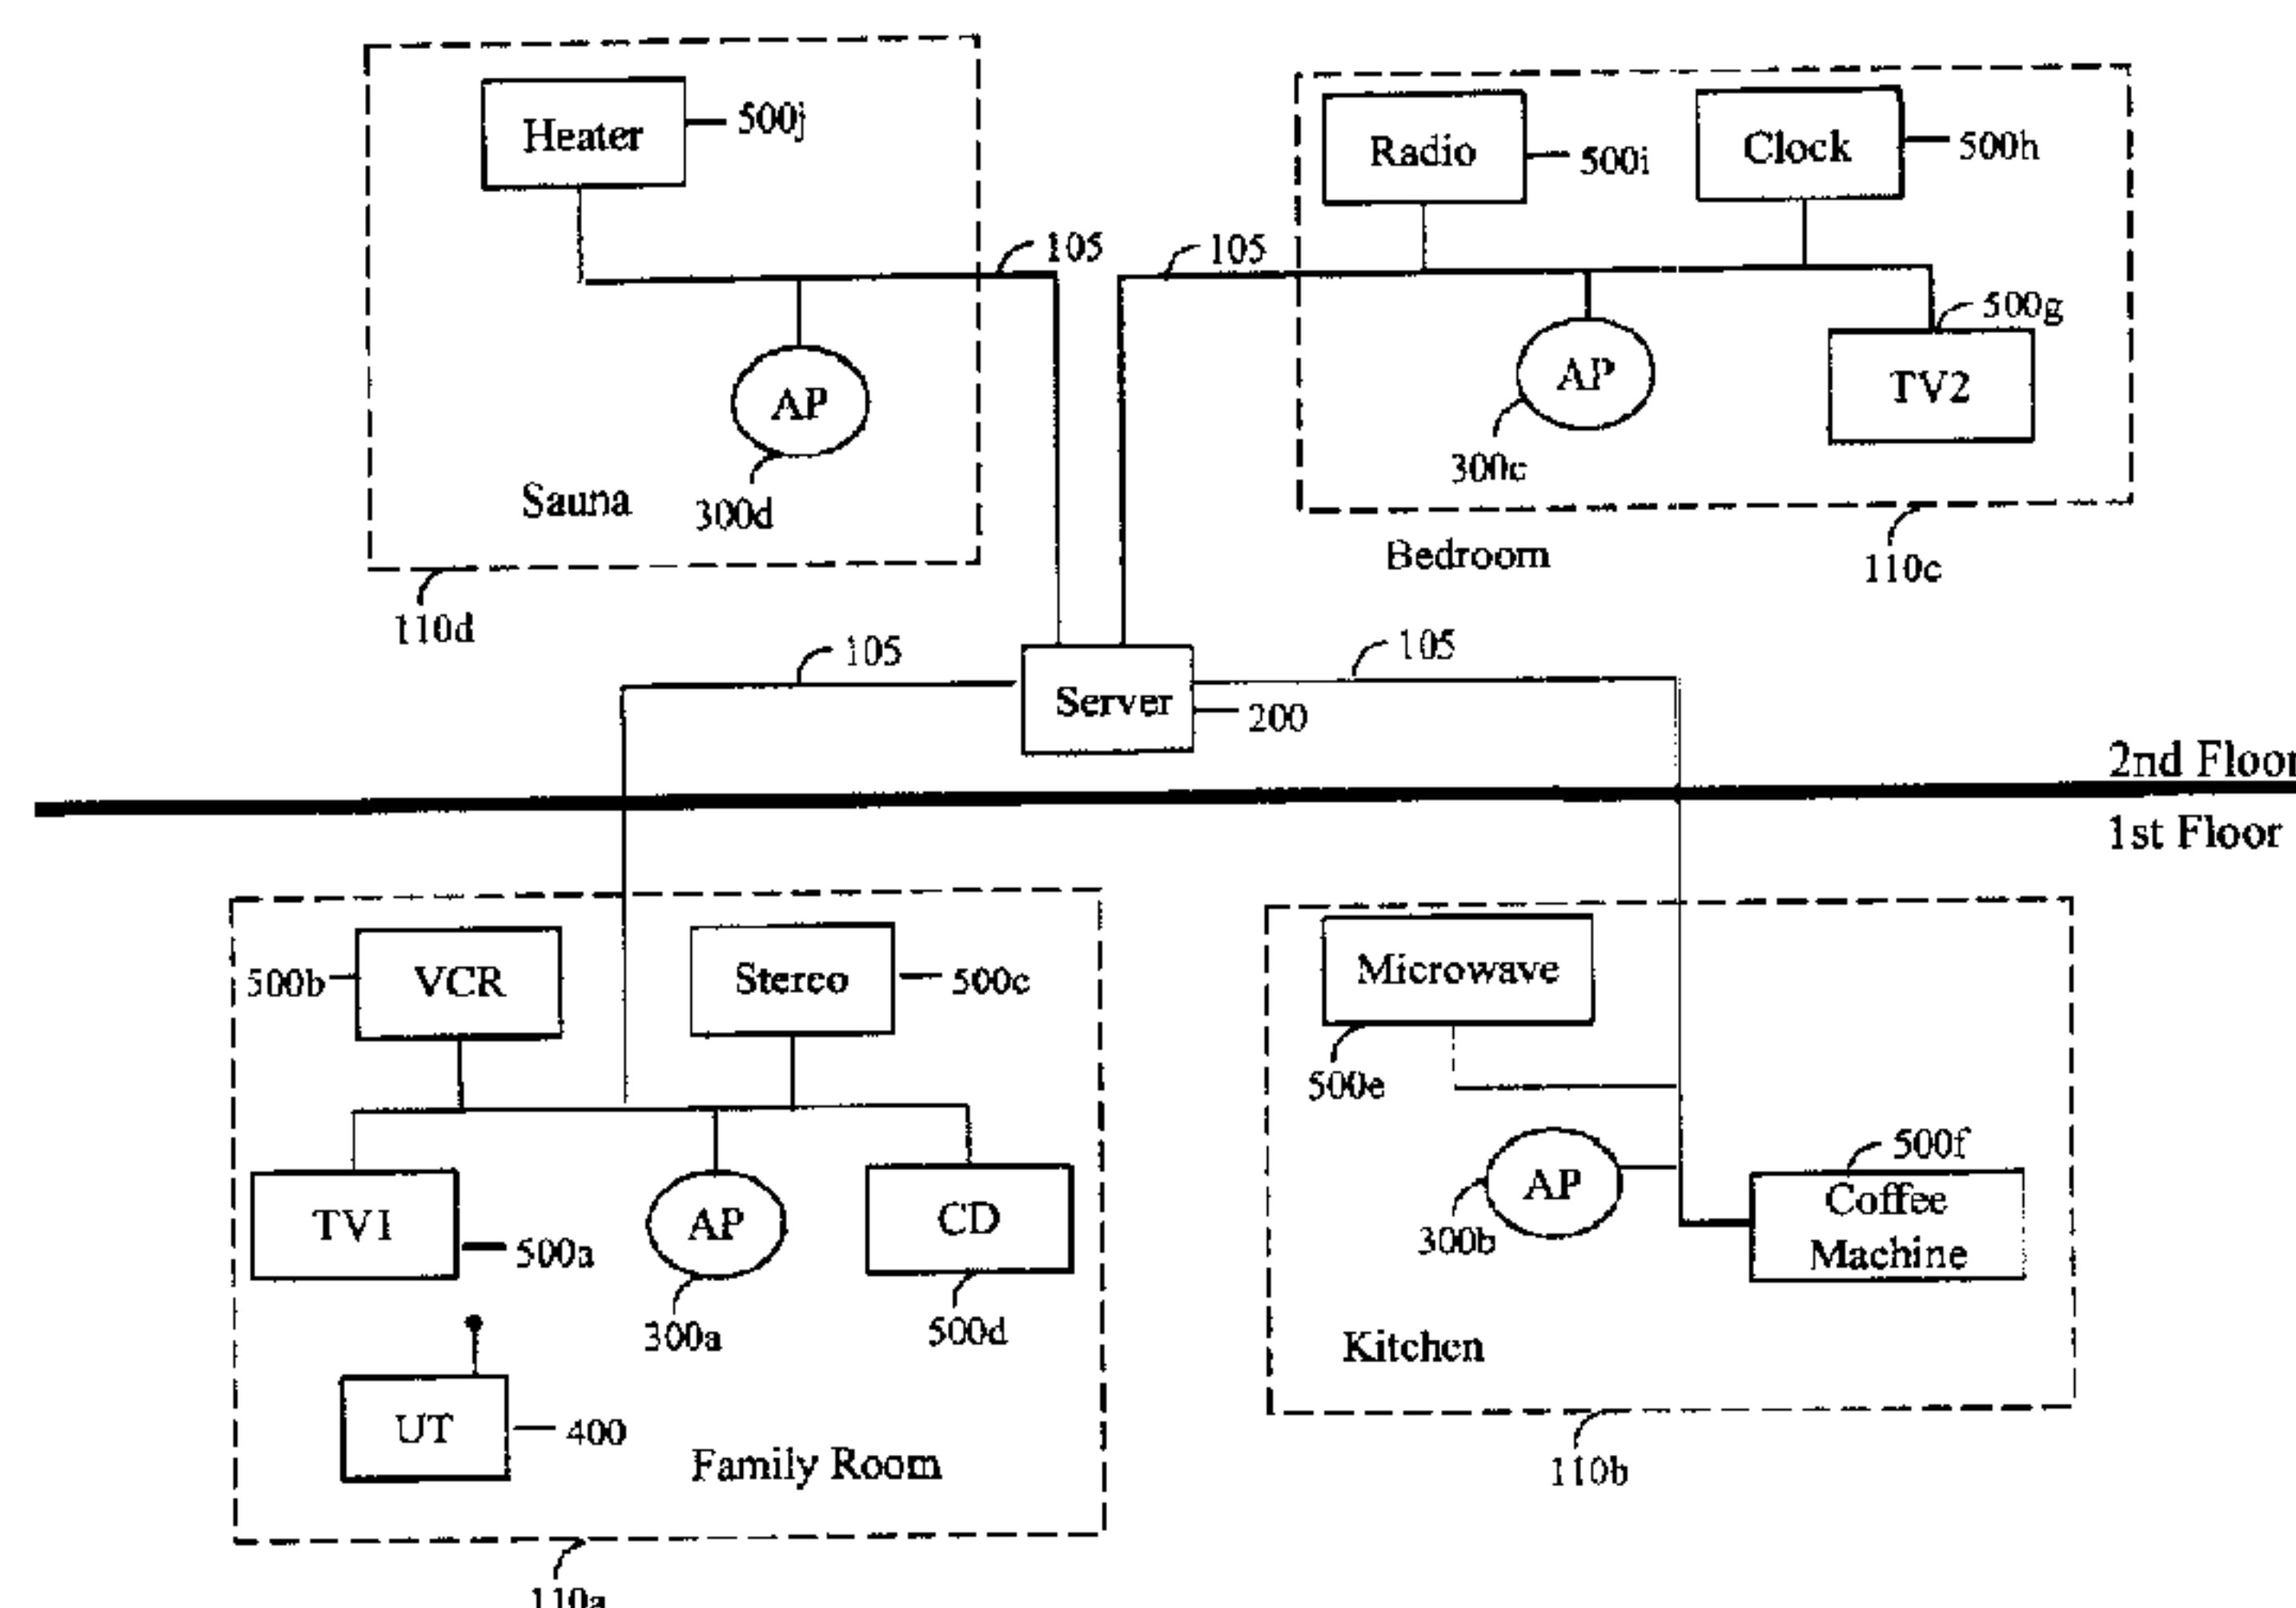 Heater
500j
Radio
500i
Clock
500h
105
105
500g
AP
AP
TV2
300c
Sauna
300d
Bedroom
110c
110d
105
105
Server
200
2nd Floor
1st Floor
500b
VCR
Stereo
500c
Microwave
500e
500f
TV1
500a
AP
CD
AP
Coffee
Machine
300b
300a
500d
Kitchen
UT
400
Family Room
110b
110a